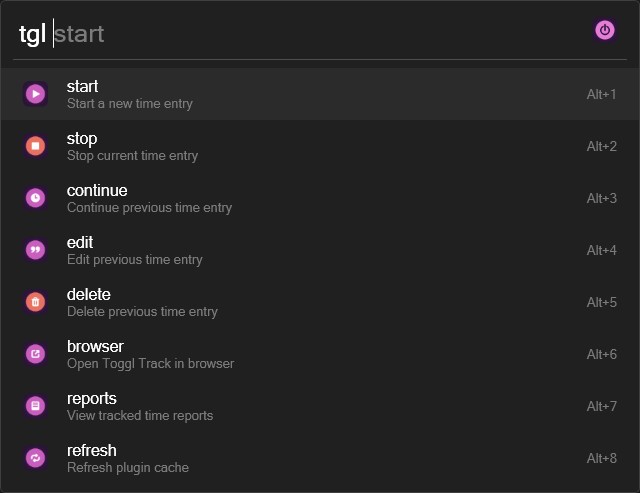 tgl start
start
Start a new time entry
Alt+1
stop
Stop current time entry
Alt+2
continue
Continue previous time entry
Alt+3
edit
Edit previous time entry
Alt+4
delete
Delete previous time entry
Alt+5
browser
Open Toggl Track in browser
Alt+6
reports
View tracked time reports
Alt+7
refresh
Refresh plugin cache
Alt+8